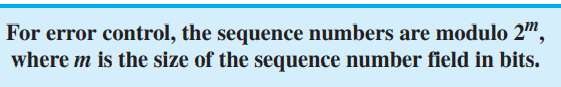 For error control, the sequence numbers are modulo 2ᵐ,
where m is the size of the sequence number field in bits.